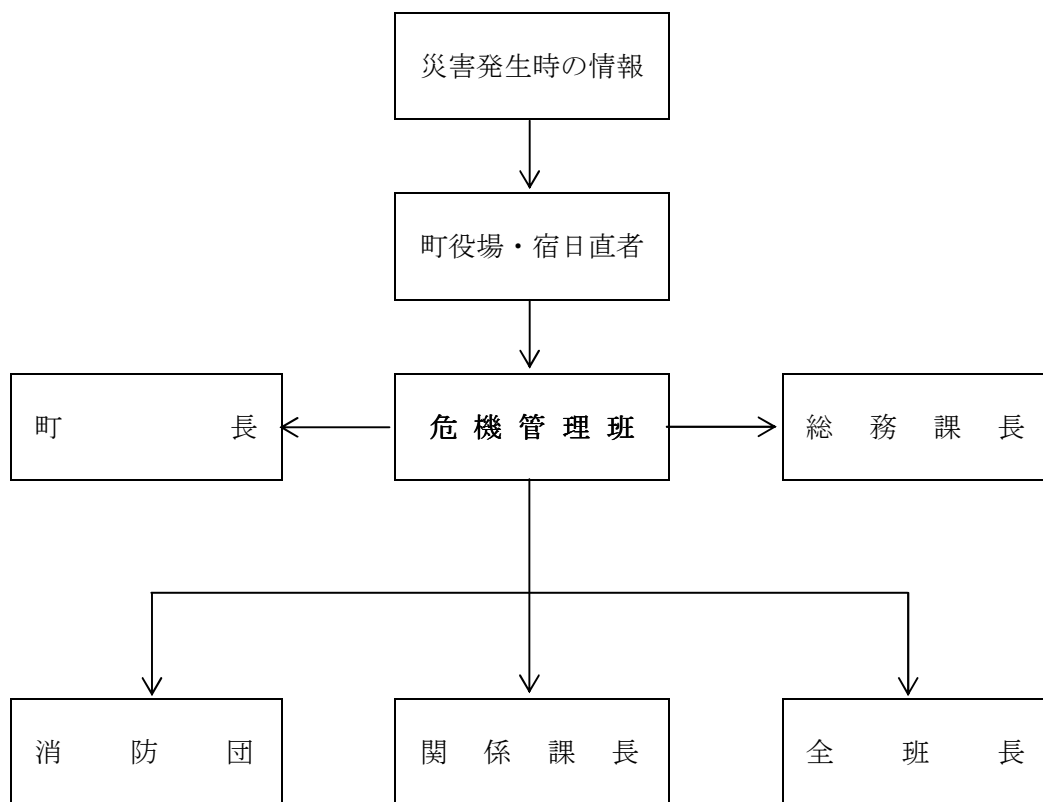 災害発生時の情報
町役場・宿日直者
町長
危機管理班
総務課長
消防団
関係課長
全班長